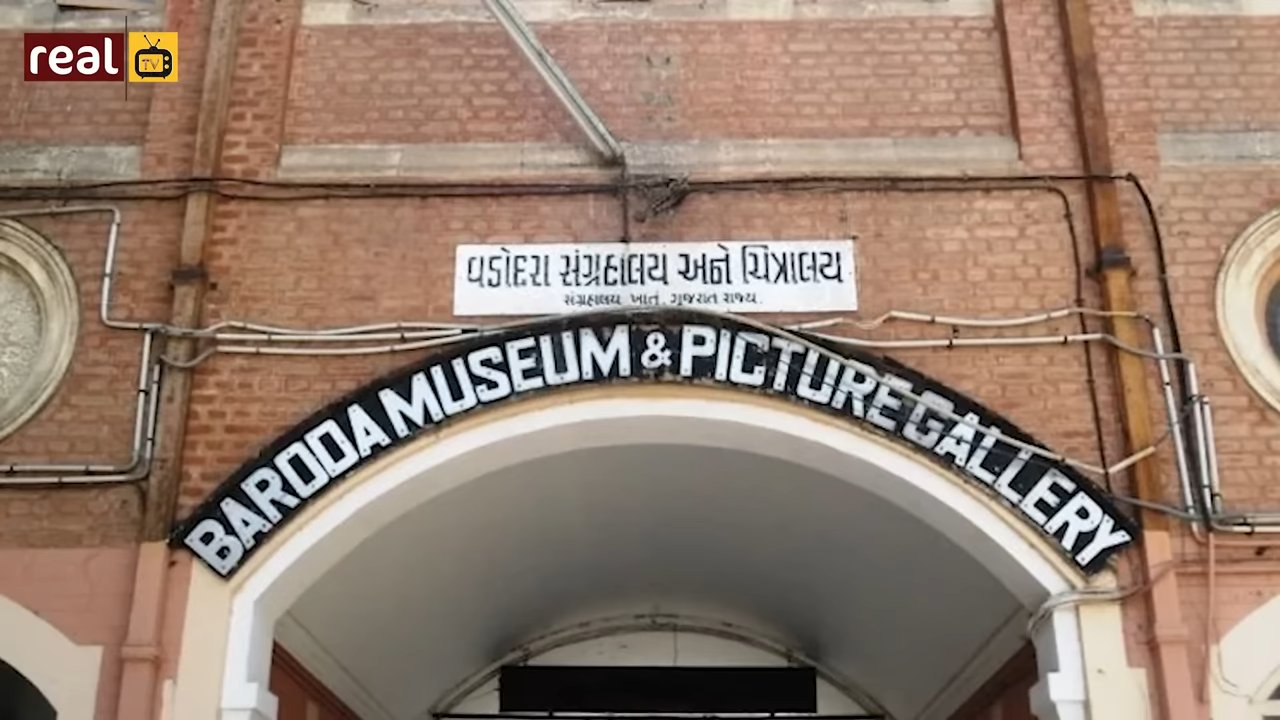 real
TV
વડોદરા સંગ્રહાલય અને ચિત્રાલય
સંગ્રહાલય ખાતું, ગુજરાત રાજ્ય.
BARODA MUSEUM & PICTURE GALLERY